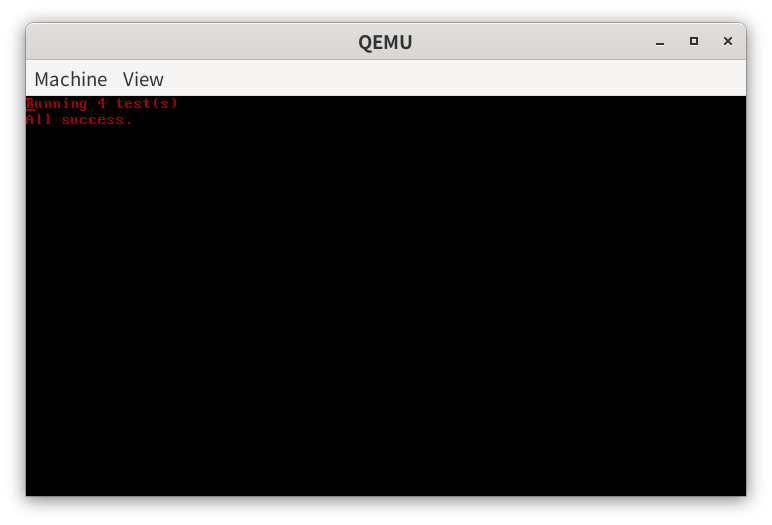 QEMU
Machine View
Running 4 test(s)
All success.